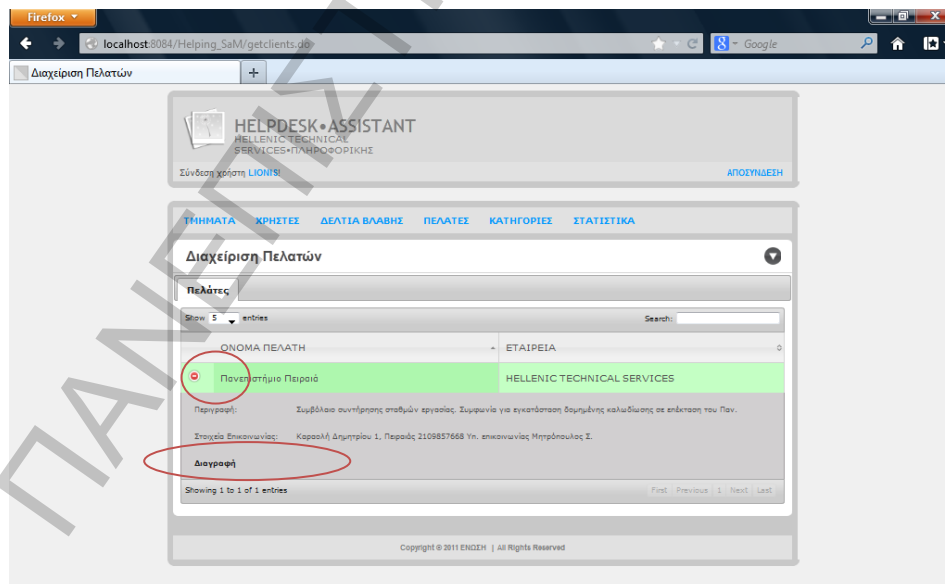 Firefox
localhost:8084/Helping_SaM/getclients.do
Google
Διαχείριση Πελατών
HELPDESK•ASSISTANT
HELLENIC TECHNICAL
SERVICES•ΠΛΗΡΟΦΟΡΙΚΗΣ
Σύνδεση χρήστη LIONIS!
ΑΠΟΣΥΝΔΕΣΗ
ΤΜΗΜΑΤΑ ΧΡΗΣΤΕΣ ΔΕΛΤΙΑ ΒΛΑΒΗΣ ΠΕΛΑΤΕΣ ΚΑΤΗΓΟΡΙΕΣ ΣΤΑΤΙΣΤΙΚΑ
Διαχείριση Πελατών
Πελάτες
Show 5 entries Search:
ΟΝΟΜΑ ΠΕΛΑΤΗ ΕΤΑΙΡΕΙΑ
Πανεπιστήμιο Πειραιά HELLENIC TECHNICAL SERVICES
Περιγραφή: Συμβόλαιο συντήρησης σταθμών εργασίας. Συμφωνία για εγκατάσταση δομημένης καλωδίωσης σε επέκταση του Παν.
Στοιχεία Επικοινωνίας: Καραολή Δημητρίου 1, Πειραιάς 2109857668 Υπ. επικοινωνίας Μητρόπουλος Σ.
Διαγραφή
Showing 1 to 1 of 1 entries First Previous 1 Next Last
Copyright © 2011 ΕΝΩΣΗ | All Rights Reserved
ΠΑΝΕΠΙΣΤ